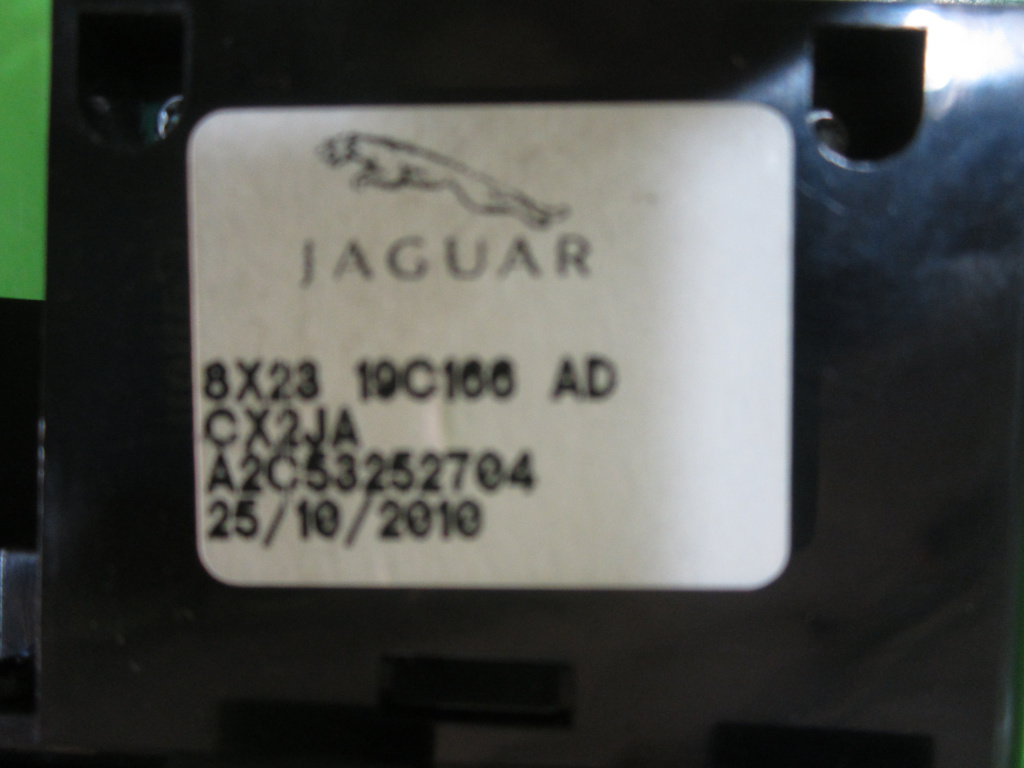 JAGUAR
8X23 19C166 AD
CX2JA
A2C53252704
25/10/2010